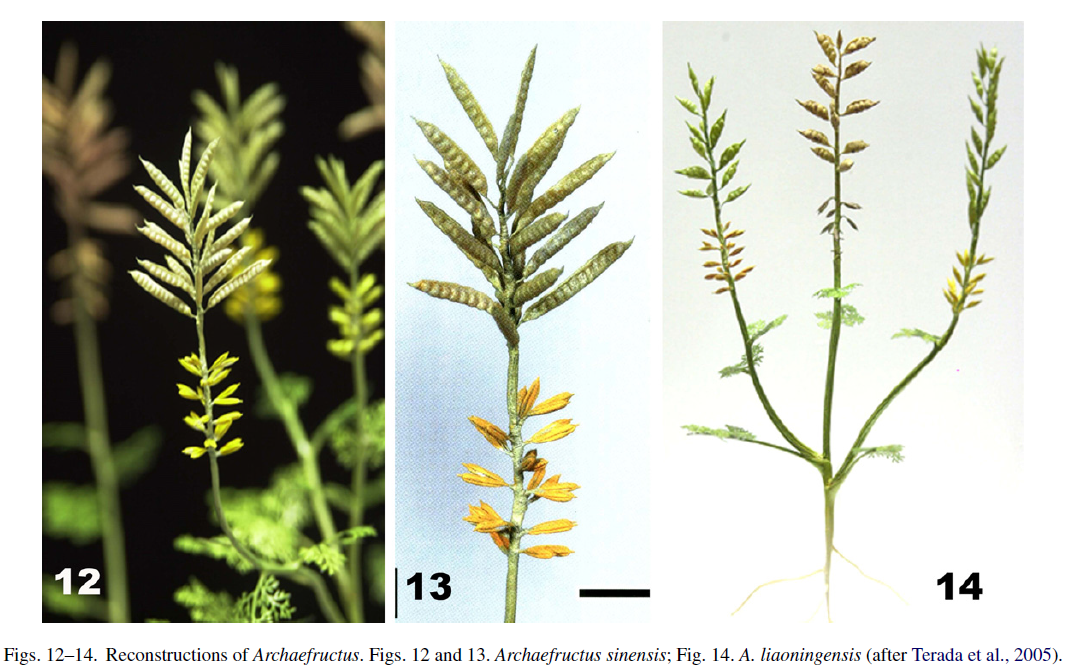 12
13
14
Figs. 12–14. Reconstructions of Archaefructus. Figs. 12 and 13. Archaefructus sinensis; Fig. 14. A. liaoningensis (after Terada et al., 2005).